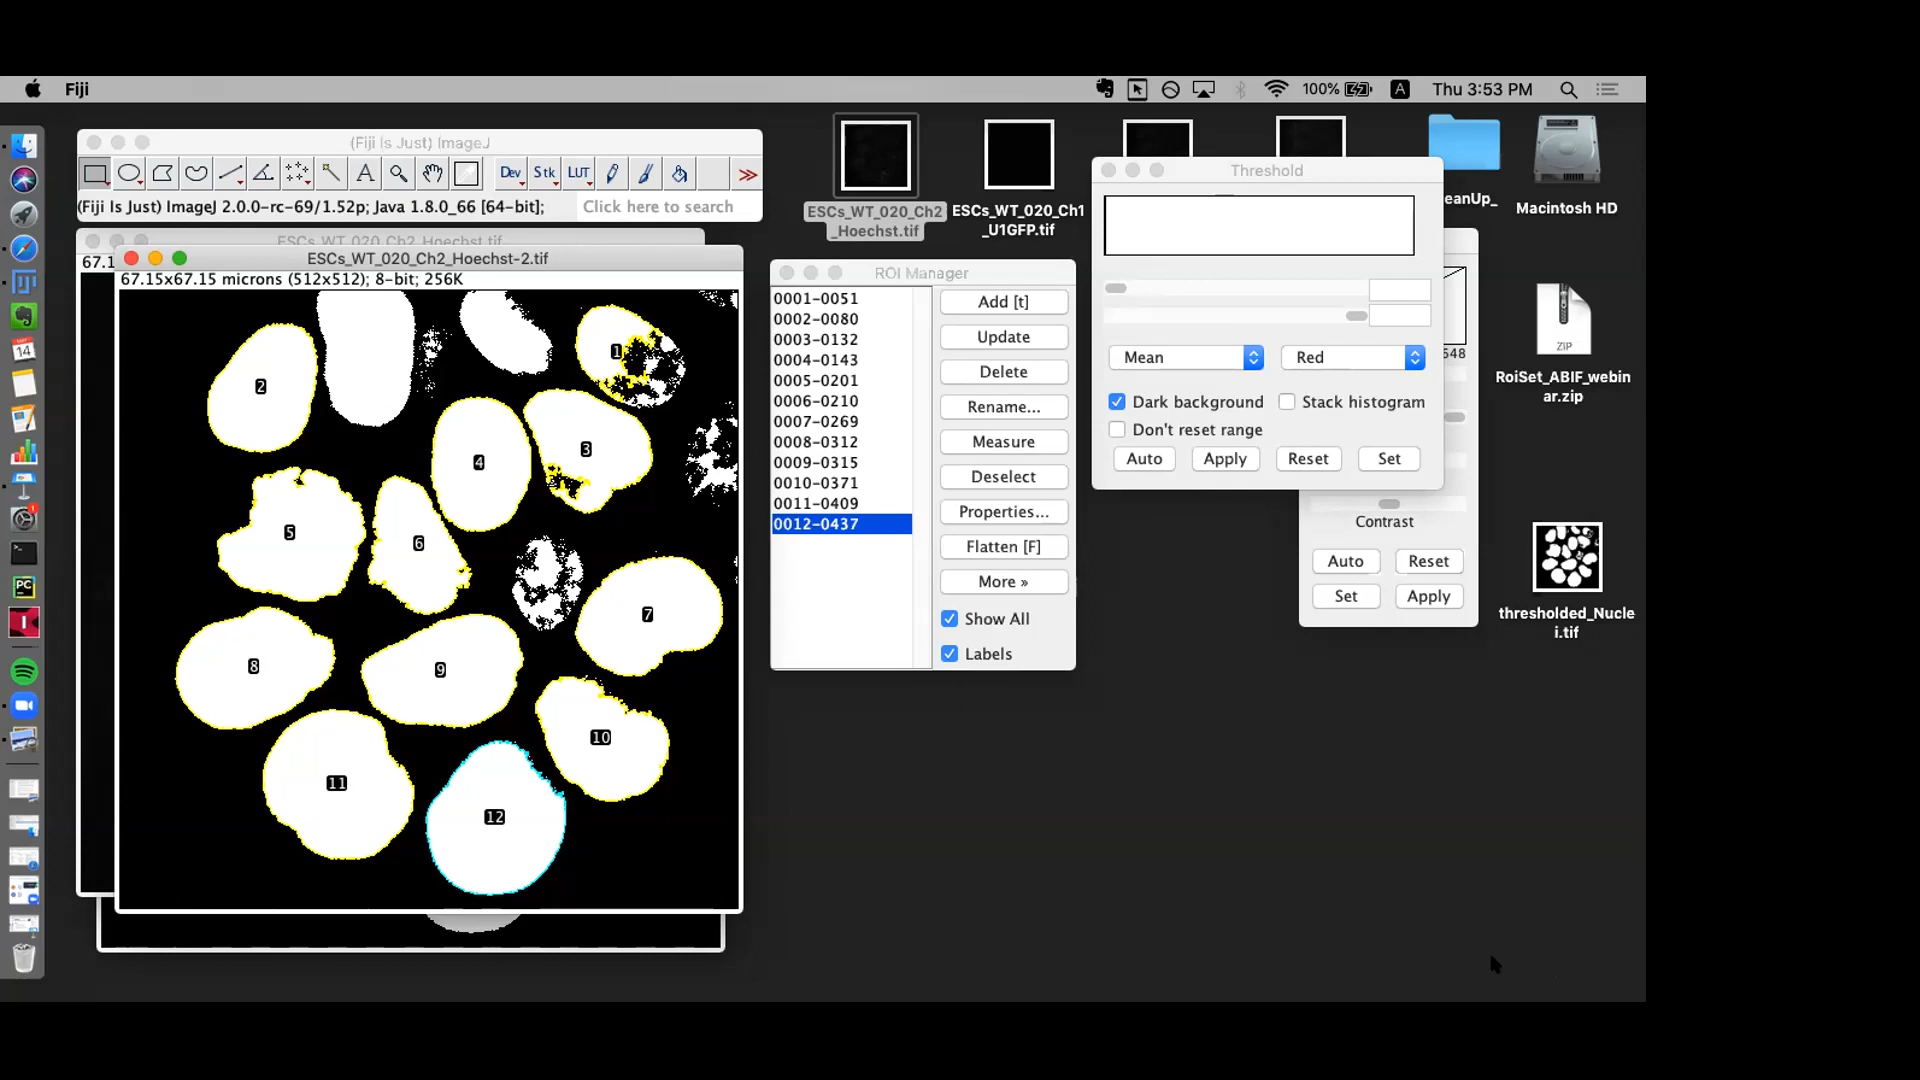 Fiji
100%
A
Thu 3:53 PM
(Fiji Is Just) ImageJ
A
Dev
Stk
LUT
(Fiji Is Just) ImageJ 2.0.0-rc-69/1.52p; Java 1.8.0_66 [64-bit];
Click here to search
ESCs_WT_020_Ch2_Hoechst.tif
67.1
ESCs_WT_020_Ch2_Hoechst-2.tif
67.15x67.15 microns (512x512); 8-bit; 256K
1
2
3
4
5
6
7
8
9
10
11
12
14
PC
ESCs_WT_020_Ch2
_Hoechst.tif
ESCs_WT_020_Ch1
_U1GFP.tif
eanUp_
Macintosh HD
ROI Manager
0001-0051
0002-0080
0003-0132
0004-0143
0005-0201
0006-0210
0007-0269
0008-0312
0009-0315
0010-0371
0011-0409
0012-0437
Add [t]
Update
Delete
Rename...
Measure
Deselect
Properties...
Flatten [F]
More »
Show All
Labels
Threshold
Mean
Red
Dark background
Stack histogram
Don't reset range
Auto
Apply
Reset
Set
648
Contrast
Auto
Reset
Set
Apply
ZIP
RoiSet_ABIF_webin
ar.zip
thresholded_Nucle
i.tif